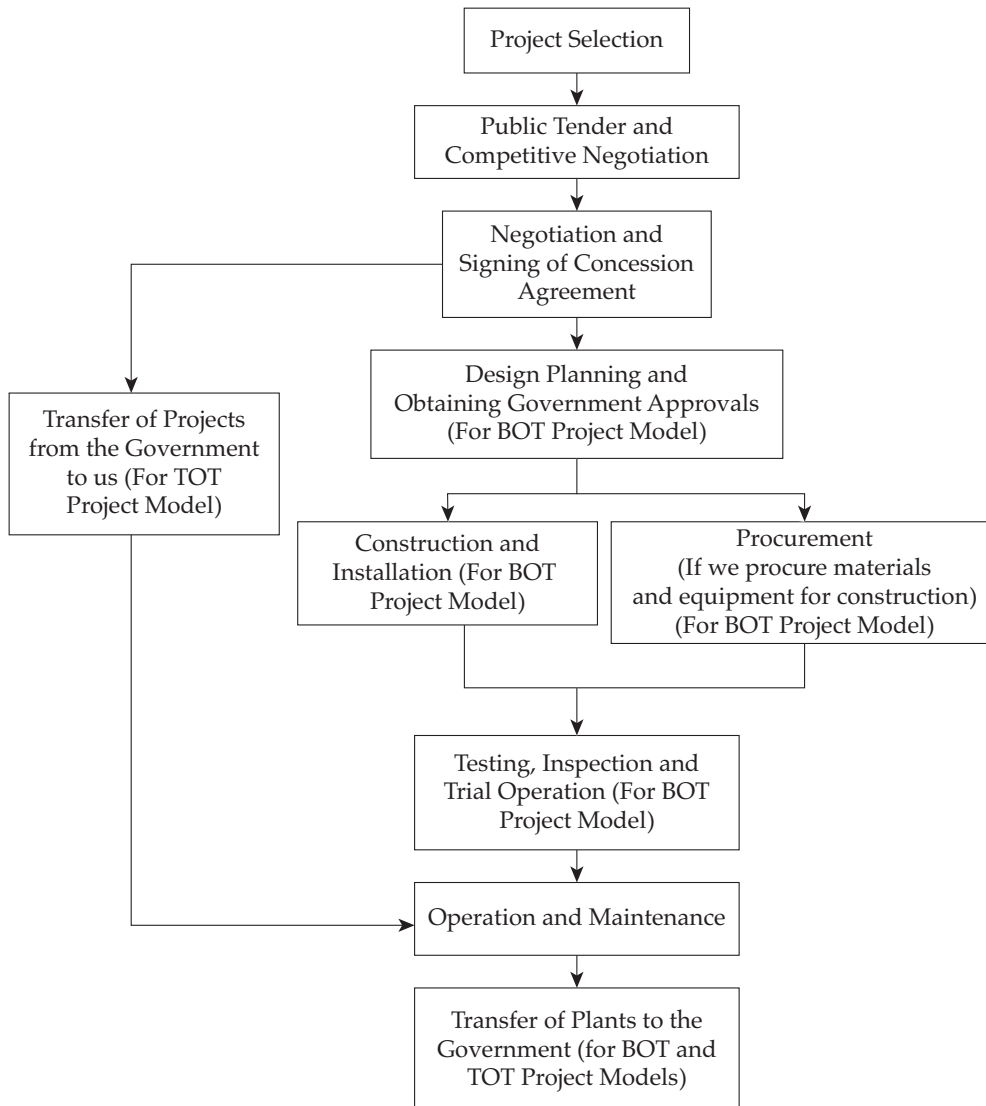 Project Selection
Public Tender and
Competitive Negotiation
Negotiation and
Signing of Concession
Agreement
Design Planning and
Obtaining Government Approvals
(For BOT Project Model)
Transfer of Projects
from the Government
to us (For TOT
Project Model)
Construction and
Installation (For BOT
Project Model)
Procurement
(If we procure materials
and equipment for construction)
(For BOT Project Model)
Testing, Inspection and
Trial Operation (For BOT
Project Model)
Operation and Maintenance
Transfer of Plants to the
Government (for BOT and
TOT Project Models)